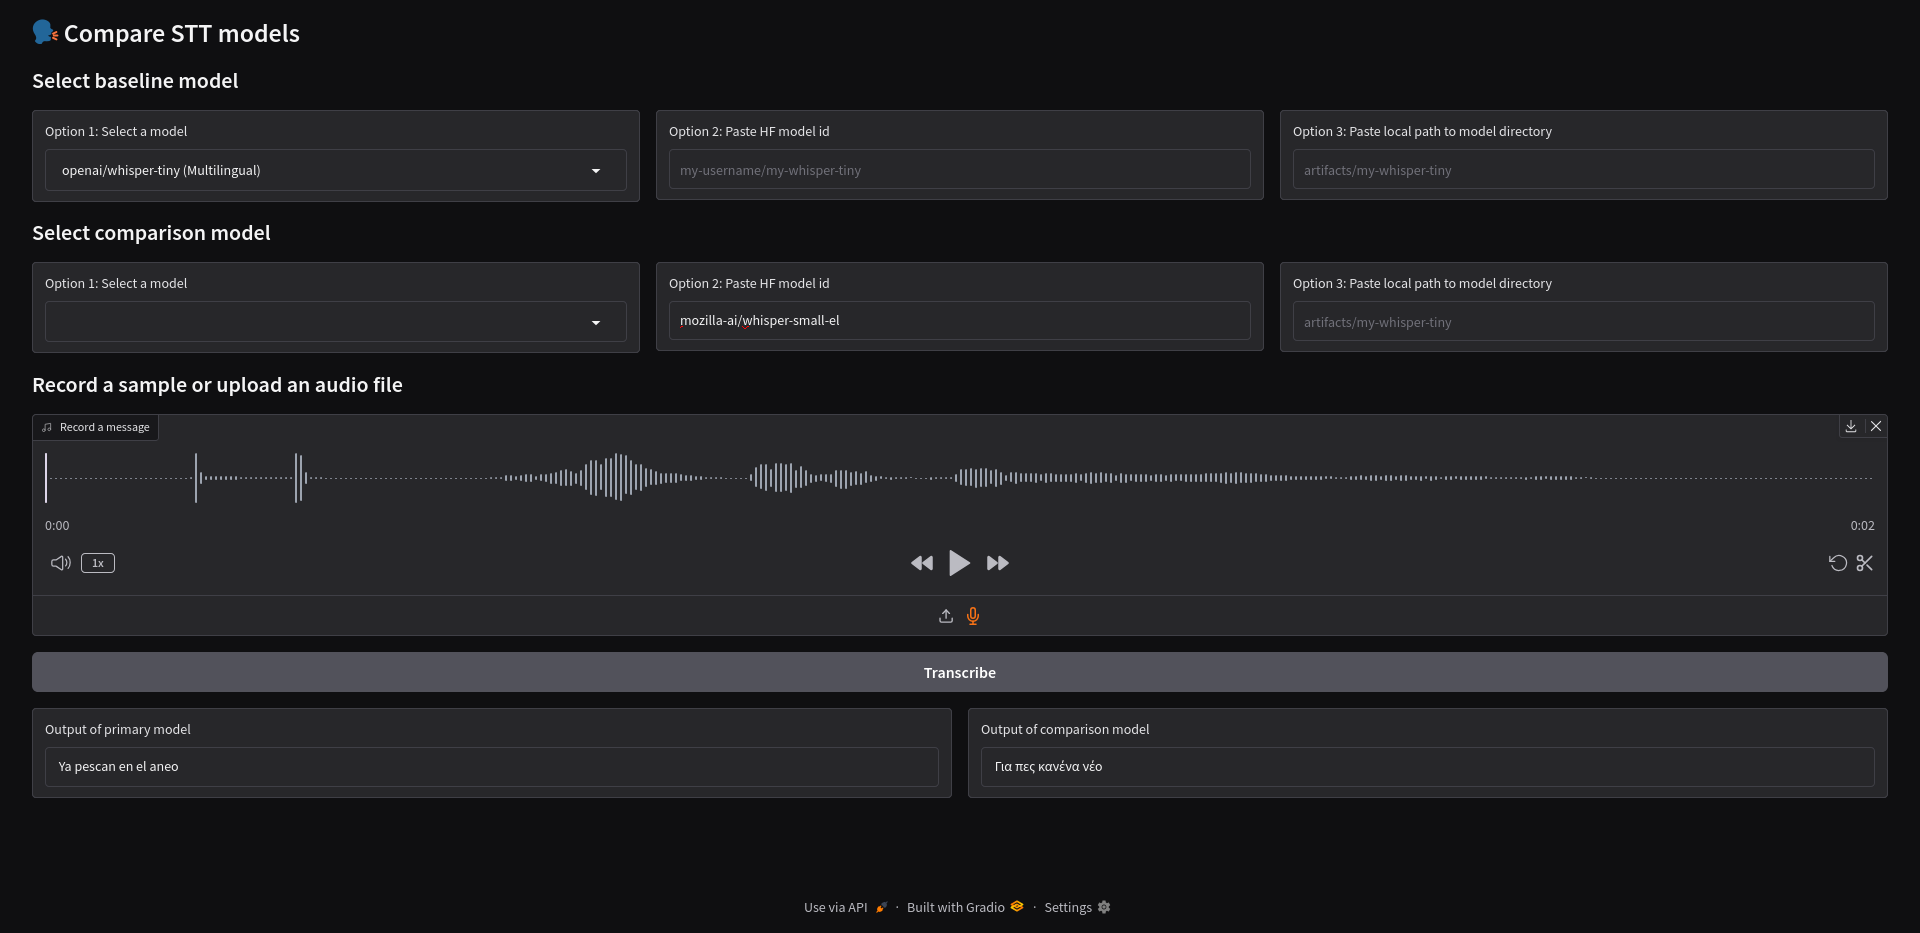 Compare STT models
Select baseline model
Option 1: Select a model
openai/whisper-tiny (Multilingual)
Option 2: Paste HF model id
my-username/my-whisper-tiny
Option 3: Paste local path to model directory
artifacts/my-whisper-tiny
Select comparison model
Option 1: Select a model
Option 2: Paste HF model id
mozilla-ai/whisper-small-el
Option 3: Paste local path to model directory
artifacts/my-whisper-tiny
Record a sample or upload an audio file
Record a message
0:00
0:02
1x
Transcribe
Output of primary model
Ya pescan en el aneo
Output of comparison model
Για πες κανένα νέο
Use via API · Built with Gradio · Settings